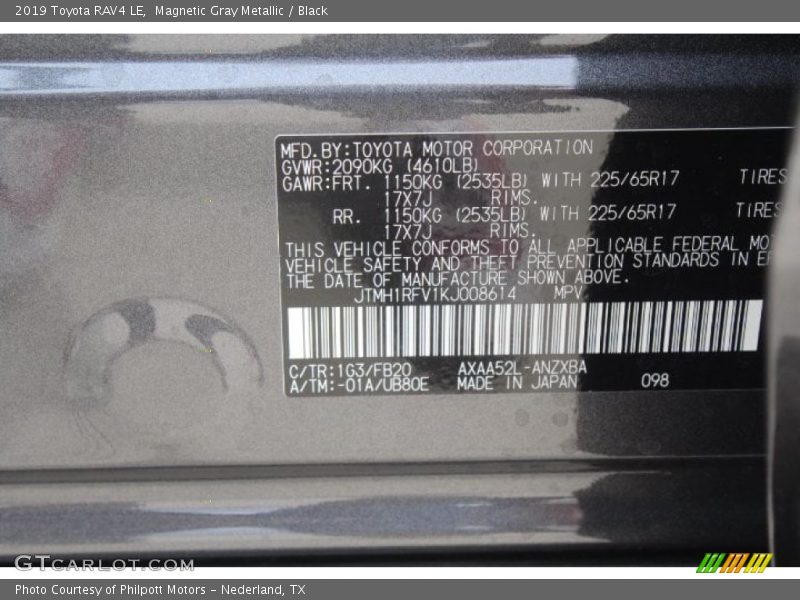 2019 Toyota RAV4 LE,  Magnetic Gray Metallic / Black
MFD.BY:TOYOTA MOTOR CORPORATION
GVWR:2090KG (4610LB)
GAWR:FRT. 1150KG (2535LB) WITH 225/65R17 TIRES
17X7J RIMS.
RR. 1150KG (2535LB) WITH 225/65R17 TIRES
17X7J RIMS.
THIS VEHICLE CONFORMS TO ALL APPLICABLE FEDERAL MOT
VEHICLE SAFETY AND THEFT PREVENTION STANDARDS IN E
THE DATE OF MANUFACTURE SHOWN ABOVE.
JTMH1RFV1KJ008614 MPV
C/TR:1G3/FB20 AXAA52L-ANZXBA
A/TM:-01A/UB80E MADE IN JAPAN 098
GTCARLOT.COM
Photo Courtesy of Philpott Motors - Nederland, TX